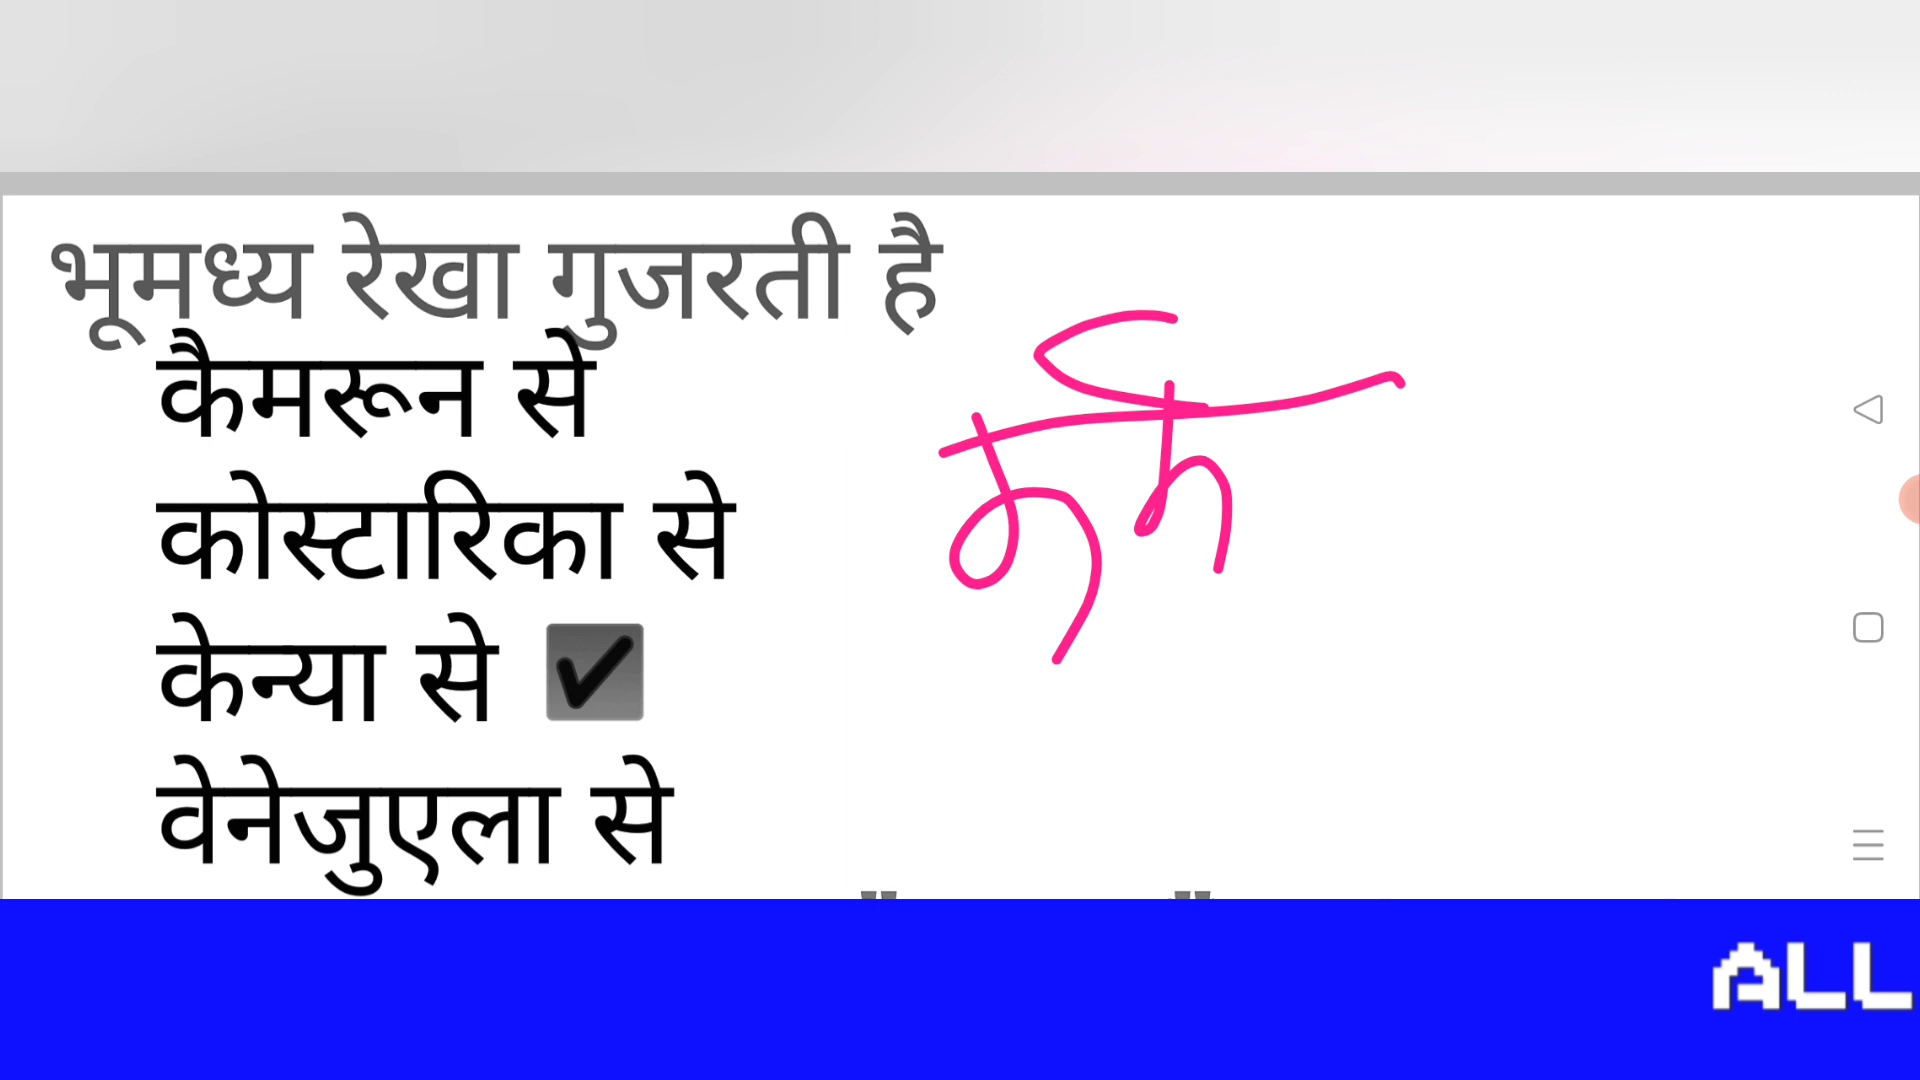 भूमध्य रेखा गुजरती है
कैमरून से
कोस्टारिका से
केन्या से ✔
वेनेजुएला से
ALL